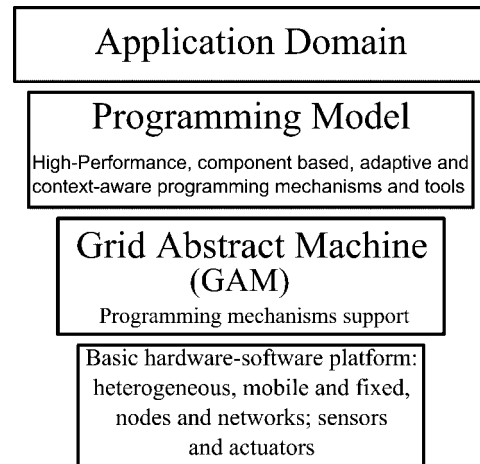 Application Domain
Programming Model
High-Performance, component based, adaptive and
context-aware programming mechanisms and tools
Grid Abstract Machine
(GAM)
Programming mechanisms support
Basic hardware-software platform:
heterogeneous, mobile and fixed,
nodes and networks; sensors
and actuators